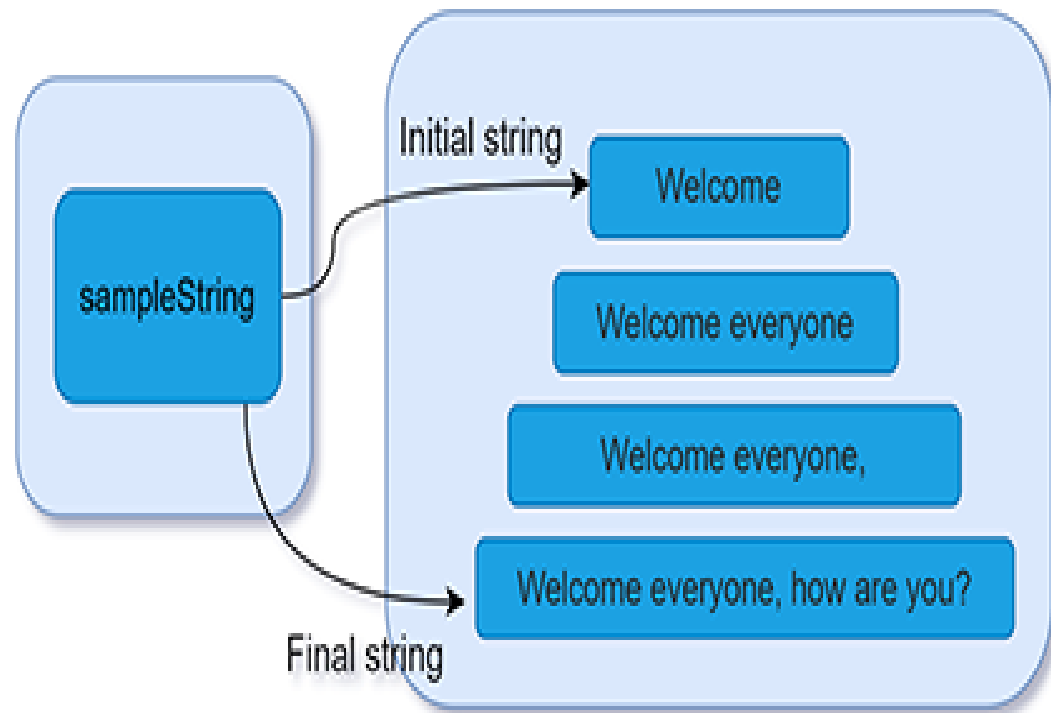 Initial string
Welcome
sampleString
Welcome everyone
Welcome everyone,
Welcome everyone, how are you?
Final string